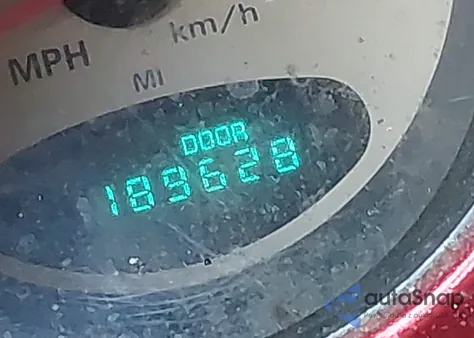 MPH
km/h
MI
DOOR
189628
autoSnap